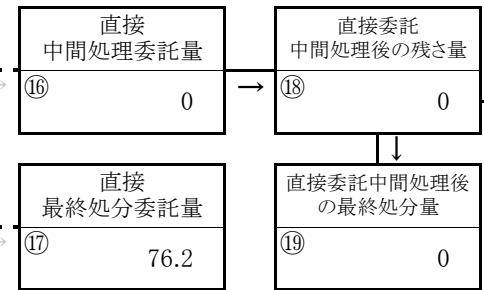 直接
中間処理委託量
⑯
0
→
直接委託
中間処理後の残さ量
⑱
0
↓
直接
最終処分委託量
⑰
76.2
直接委託中間処理後
の最終処分量
⑲
0